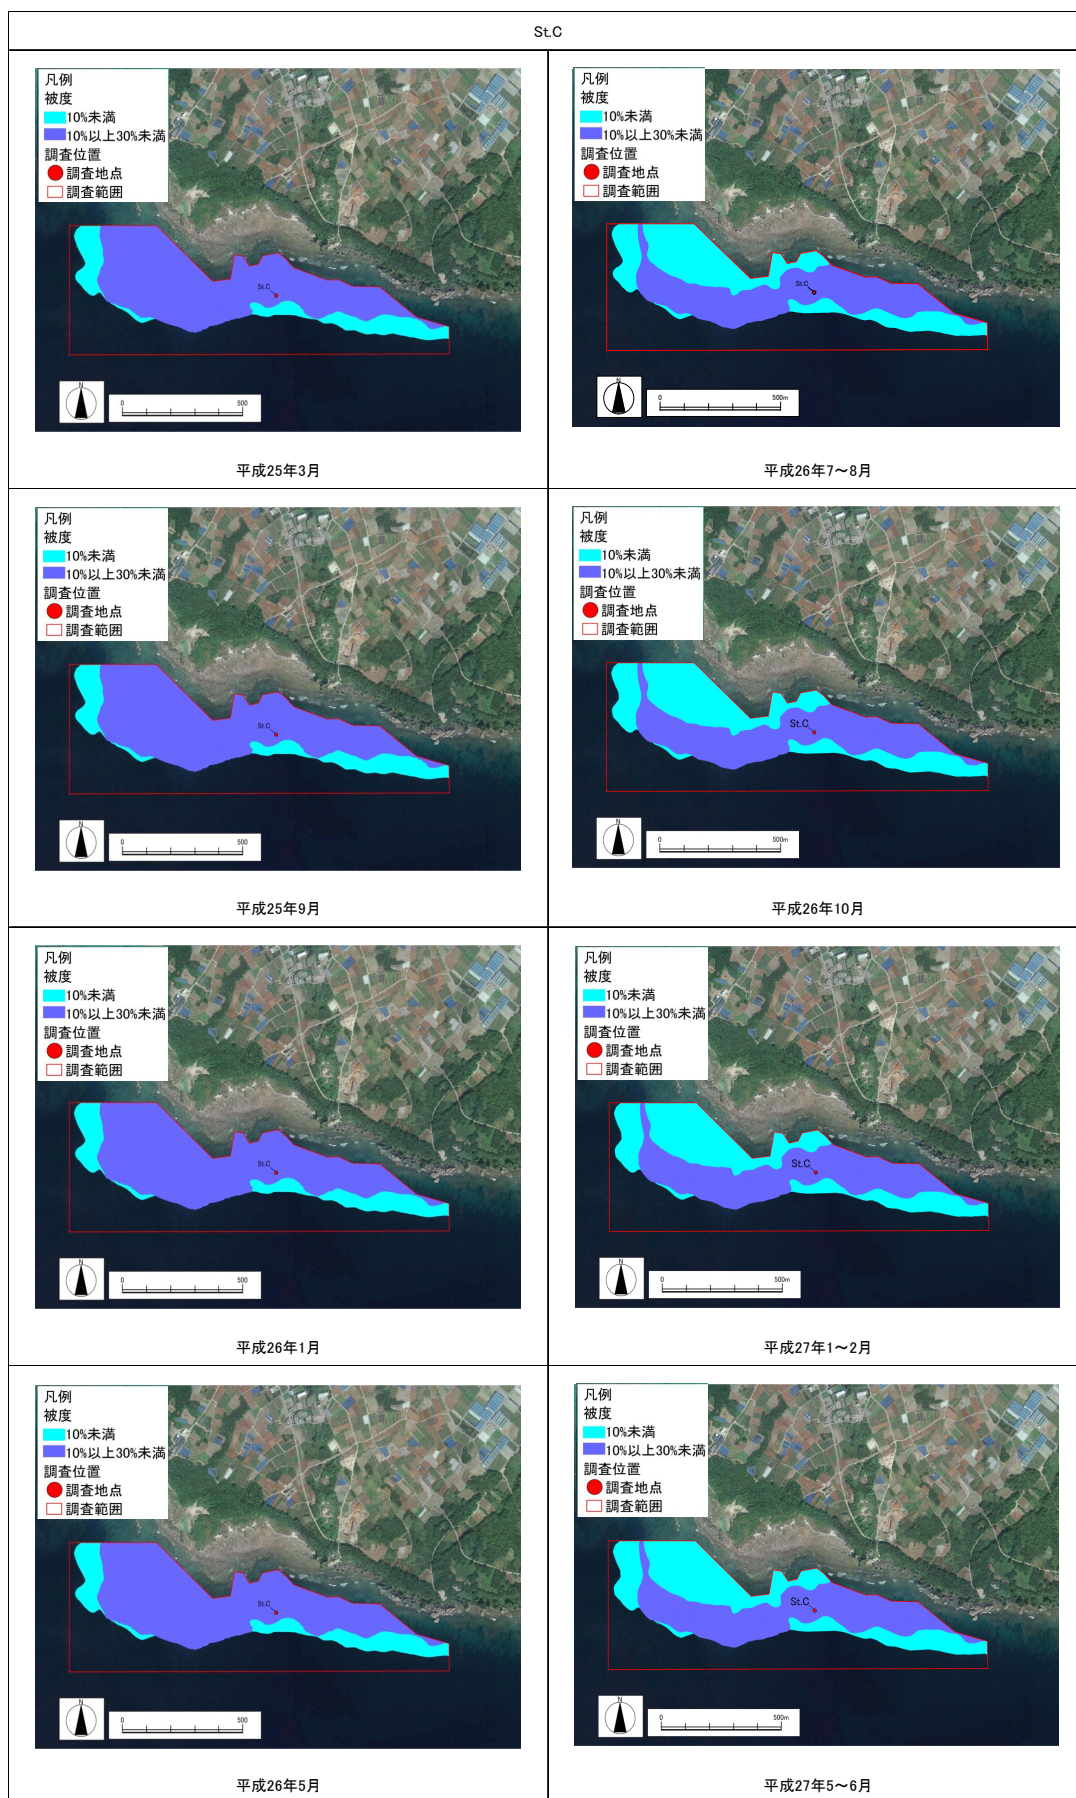 St.C
凡例
被度
10%未満
10%以上30%未満
調査位置
調査地点
調査範囲
St.C
N
0 500
平成25年3月
凡例
被度
10%未満
10%以上30%未満
調査位置
調査地点
調査範囲
St.C
N
0 500m
平成26年7～8月
凡例
被度
10%未満
10%以上30%未満
調査位置
調査地点
調査範囲
St.C
N
0 500
平成25年9月
凡例
被度
10%未満
10%以上30%未満
調査位置
調査地点
調査範囲
St.C
N
0 500m
平成26年10月
凡例
被度
10%未満
10%以上30%未満
調査位置
調査地点
調査範囲
St.C
N
0 500
平成26年1月
凡例
被度
10%未満
10%以上30%未満
調査位置
調査地点
調査範囲
St.C
N
0 500m
平成27年1～2月
凡例
被度
10%未満
10%以上30%未満
調査位置
調査地点
調査範囲
St.C
N
0 500
平成26年5月
凡例
被度
10%未満
10%以上30%未満
調査位置
調査地点
調査範囲
St.C
N
0 500m
平成27年5～6月